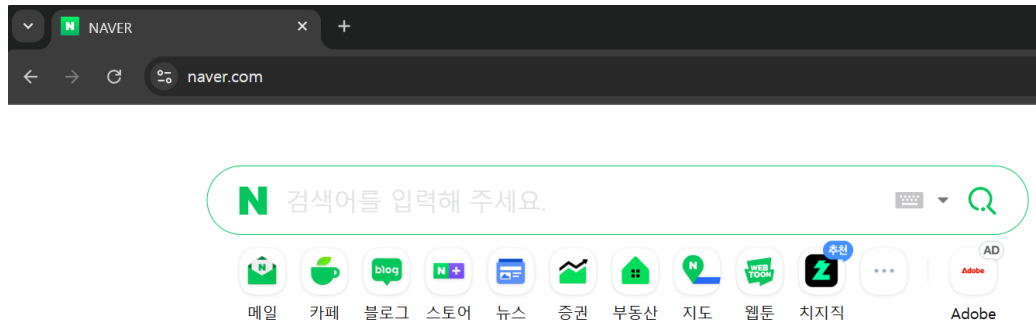 NAVER
naver.com
N 검색어를 입력해 주세요.
N blog N+ N WEB TOON 추천 Adobe AD
메일 카페 블로그 스토어 뉴스 증권 부동산 지도 웹툰 치지직 Adobe